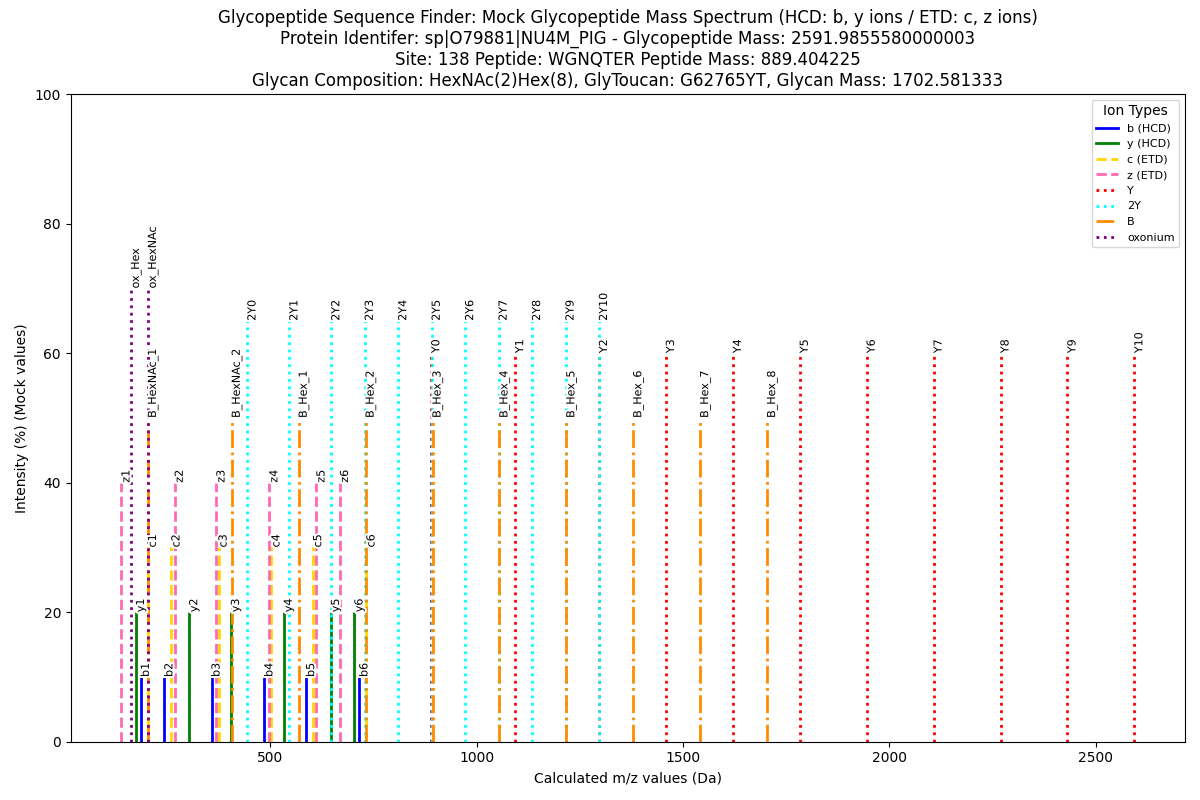 Glycopeptide Sequence Finder: Mock Glycopeptide Mass Spectrum (HCD: b, y ions / ETD: c, z ions)
Protein Identifer: sp|O79881|NU4M_PIG - Glycopeptide Mass: 2591.9855580000003
Site: 138 Peptide: WGNQTER Peptide Mass: 889.404225
Glycan Composition: HexNAc(2)Hex(8), GlyToucan: G62765YT, Glycan Mass: 1702.581333
Intensity (%) (Mock values)
100
80
60
40
20
0
Ion Types
b (HCD)
y (HCD)
c (ETD)
z (ETD)
Y
2Y
B
oxonium
ox_Hex
ox_HexNAc
2Y0
2Y1
2Y2
2Y3
2Y4
2Y5
2Y6
2Y7
2Y8
2Y9
2Y10
Y0
Y1
Y2
Y3
Y4
Y5
Y6
Y7
Y8
Y9
Y10
B_HexNAc_1
B_HexNAc_2
B_Hex_1
B_Hex_2
B_Hex_3
B_Hex_4
B_Hex_5
B_Hex_6
B_Hex_7
B_Hex_8
z1
z2
z3
z4
z5
z6
c1
c2
c3
c4
c5
c6
y1
y2
y3
y4
y5
y6
b1
b2
b3
b4
b5
b6
500
1000
1500
2000
2500
Calculated m/z values (Da)